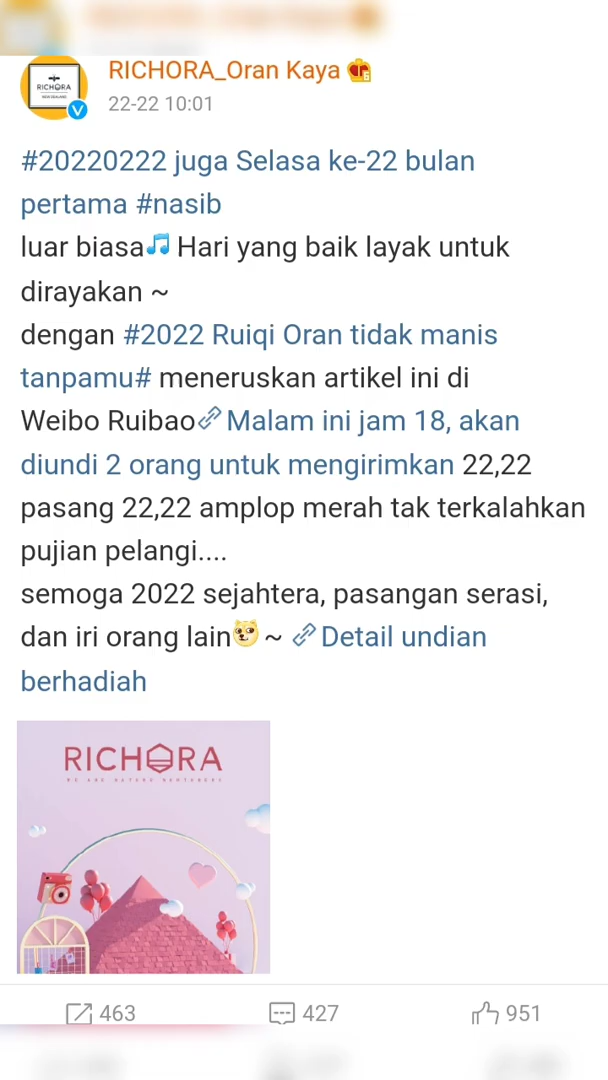 RICHORA
NEW ZEALAND
RICHORA_Oran Kaya
22-22 10:01
#20220222 juga Selasa ke-22 bulan
pertama #nasib
luar biasa🎵 Hari yang baik layak untuk
dirayakan ~
dengan #2022 Ruiqi Oran tidak manis
tanpamu# meneruskan artikel ini di
Weibo Ruibao🔗Malam ini jam 18, akan
diundi 2 orang untuk mengirimkan 22,22
pasang 22,22 amplop merah tak terkalahkan
pujian pelangi....
semoga 2022 sejahtera, pasangan serasi,
dan iri orang lain ~ 🔗Detail undian
berhadiah
RICHORA
463 427 951